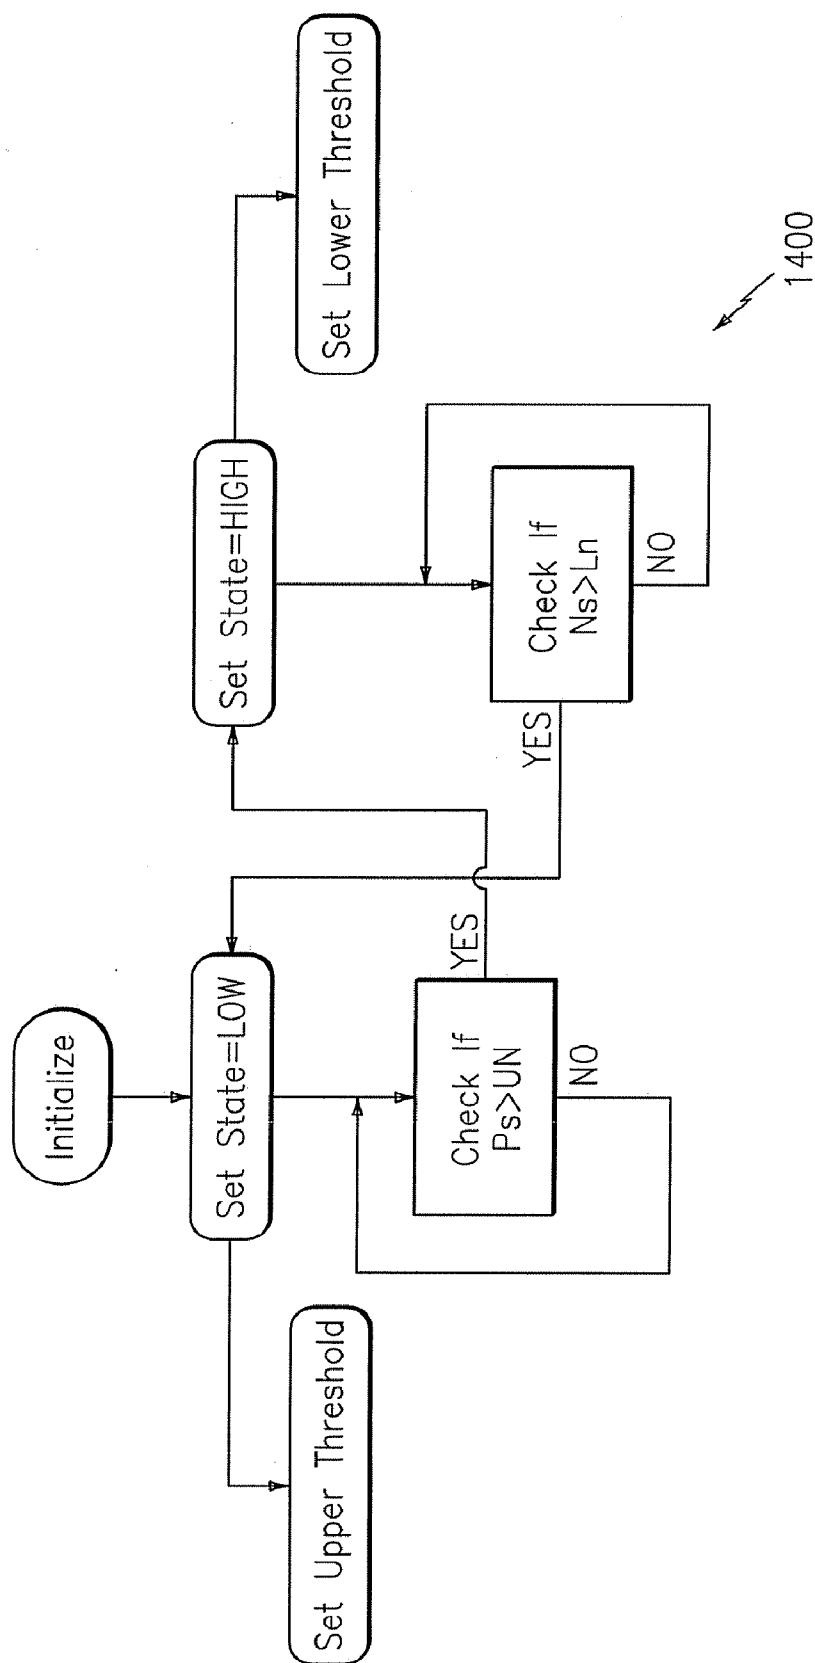 Initialize
Set State=LOW
Set State=HIGH
Set Upper Threshold
Set Lower Threshold
Check If
Ps>UN
YES
NO
Check If
Ns>Ln
YES
NO
1400